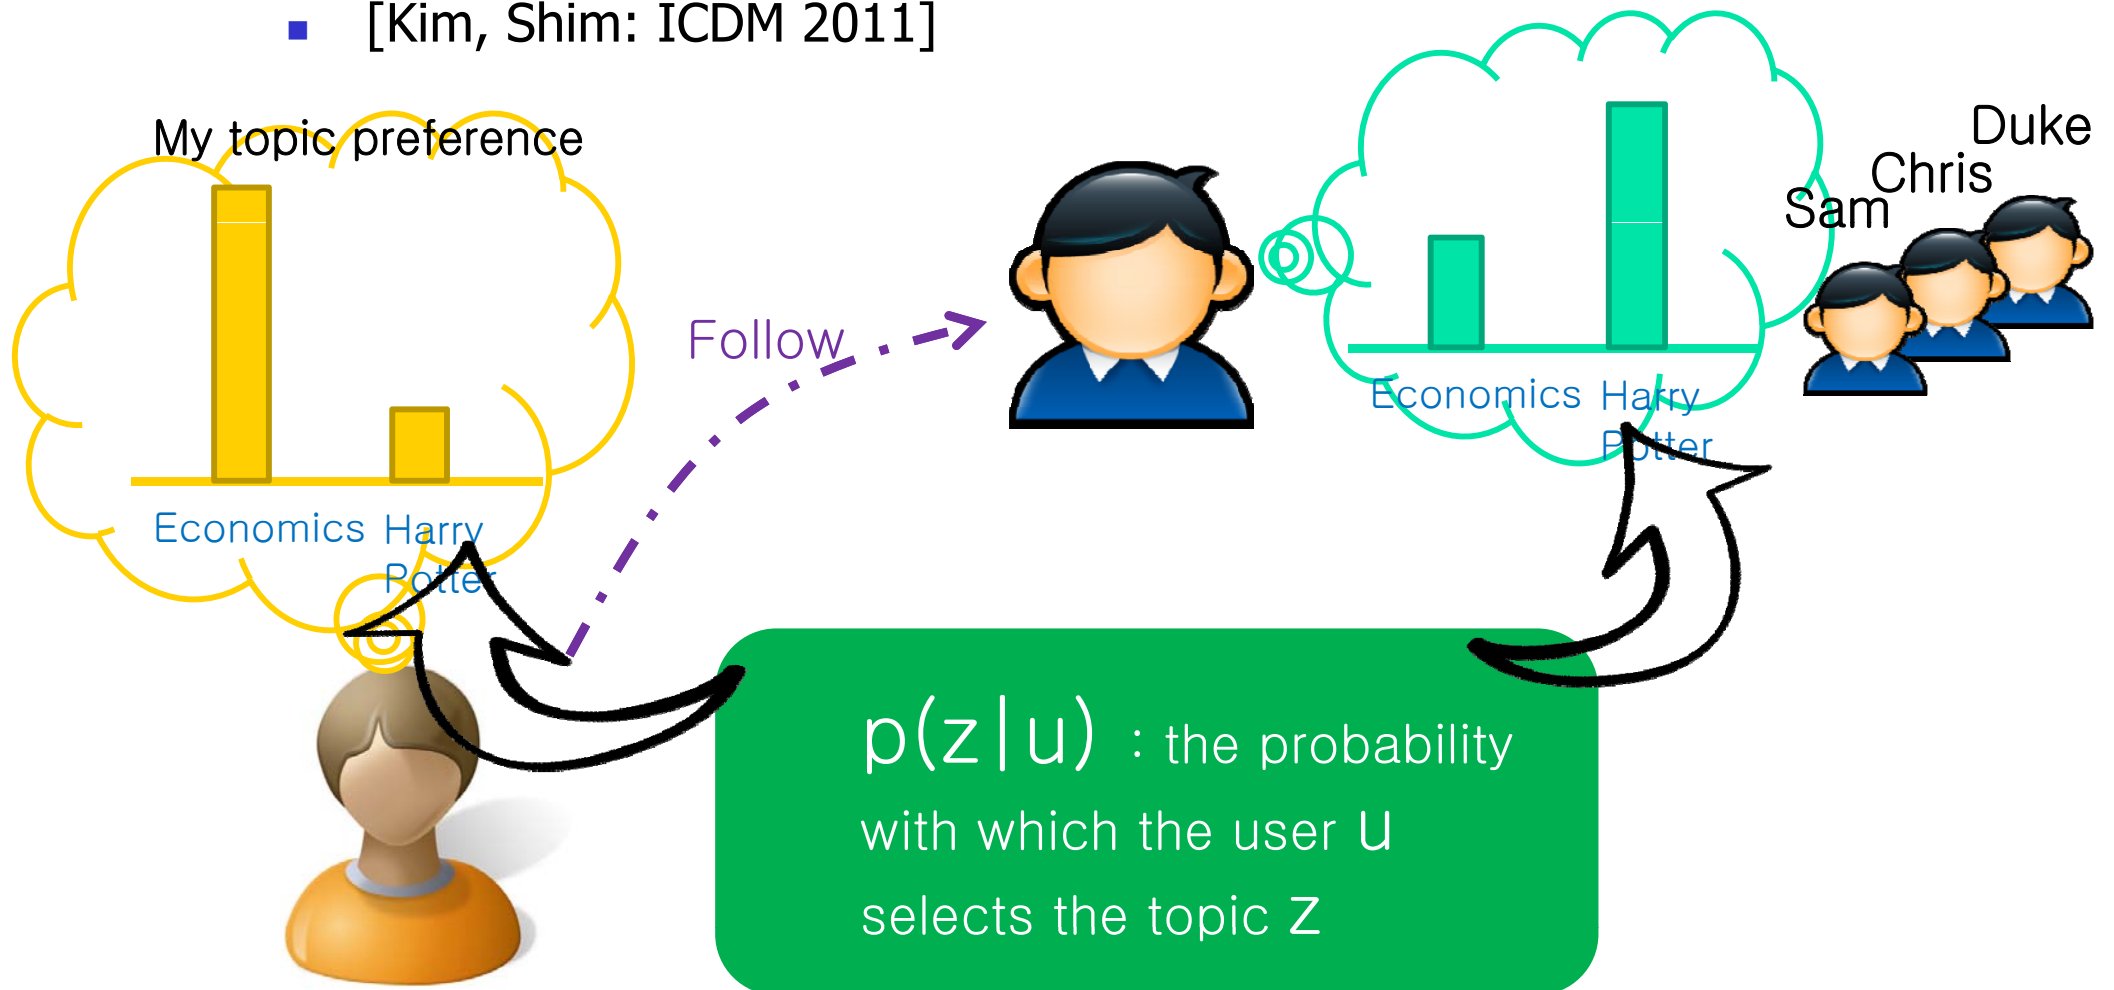 [Kim, Shim: ICDM 2011]
My topic preference
Economics
Harry
Potter
Follow
Economics
Harry
Potter
Sam
Chris
Duke
p(z|u) : the probability
with which the user u
selects the topic z